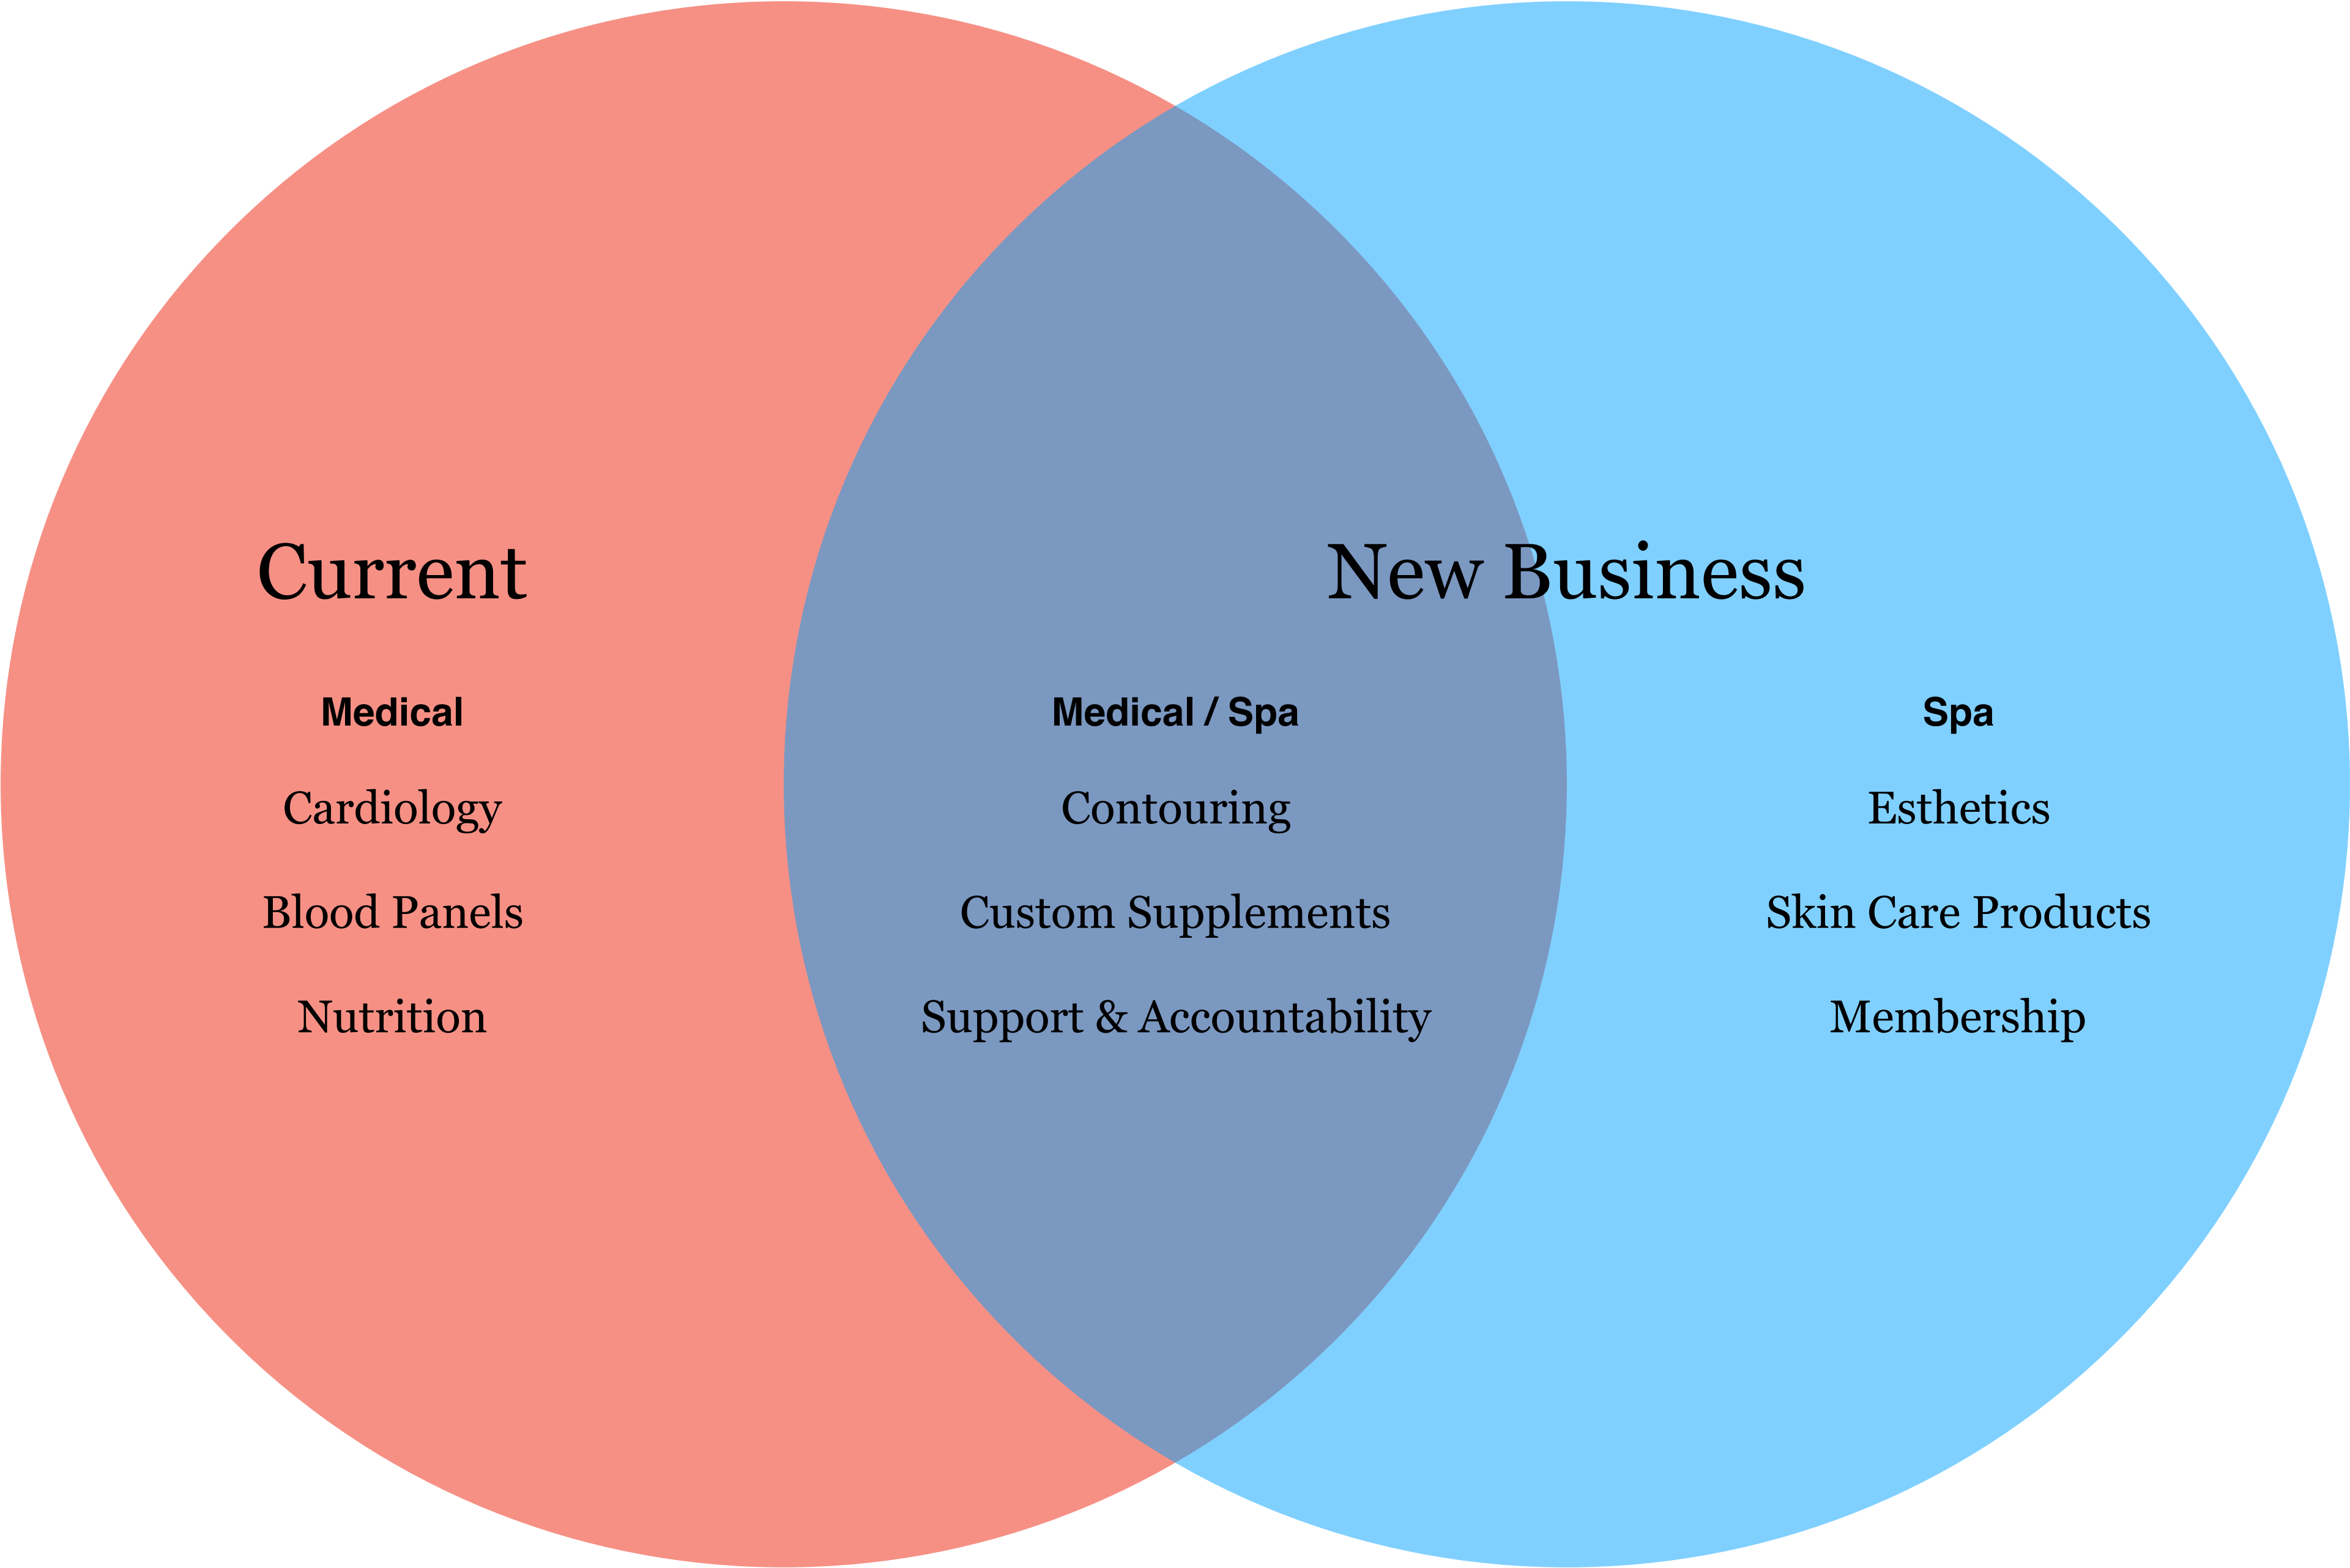 Current
New Business
Medical
Cardiology
Blood Panels
Nutrition
Medical / Spa
Contouring
Custom Supplements
Support & Accountability
Spa
Esthetics
Skin Care Products
Membership